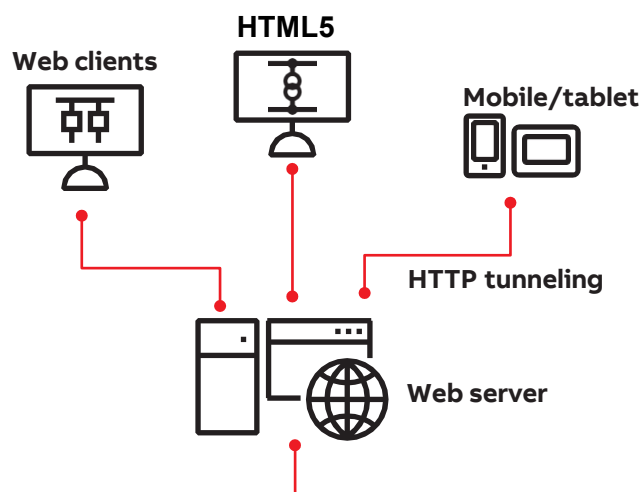 HTML5
Web clients
Mobile/tablet
HTTP tunneling
Web server